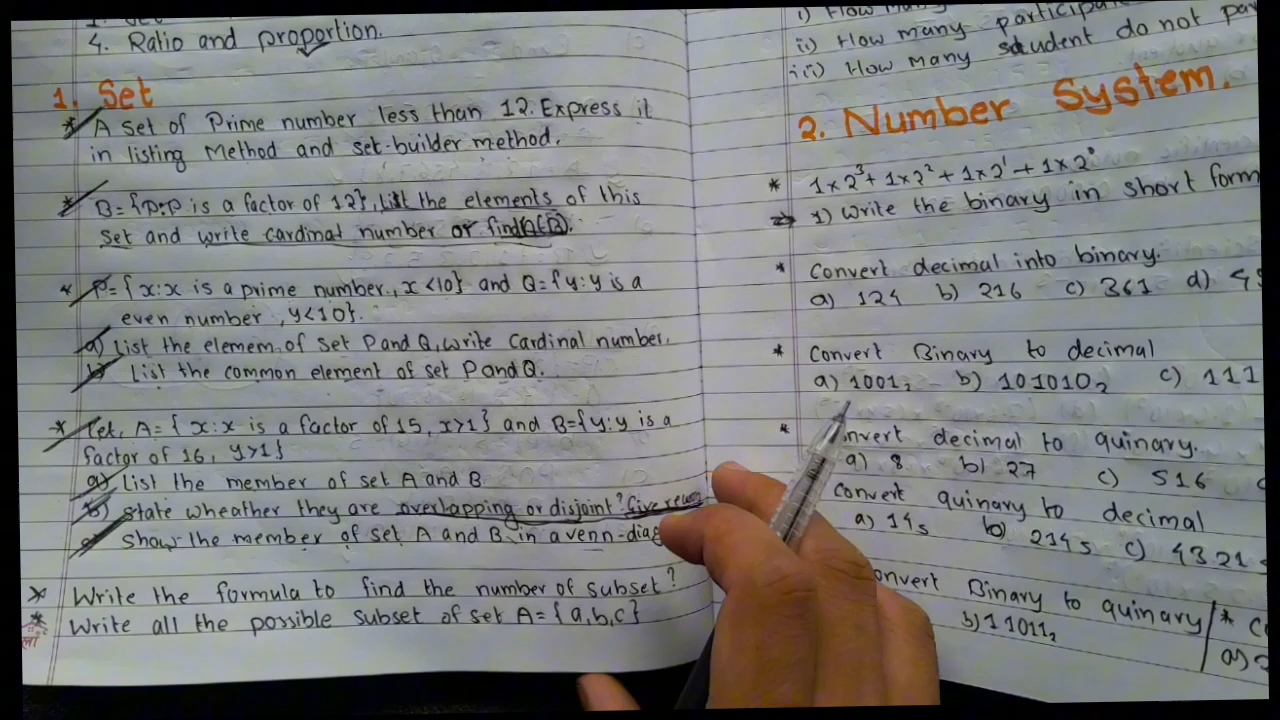 4. Ratio and proportion.
1. Set
* A set of Prime number less than 12. Express it
in listing Method and set-builder method.
* B={P:P is a factor of 12}, List the elements of this
set and write cardinal number or find n(B).
* P={x:x is a prime number, x<10} and Q={y:y is a
even number, y<10}.
a) List the elemem. of set P and Q, write cardinal number.
b) List the common element of set P and Q.
* Let, A={x:x is a factor of 15, x>1} and B={y:y is a
factor of 16, y>1}
a) List the member of set A and B
b) state wheather they are overlapping or disjoint? Give
show the member of set A and B in a venn-diag
* Write the formula to find the number of subset?
* Write all the possible subset of set A={a,b,c}
i) How many
ii) How many
iii) How many student do not
2. Number System.
* 1×2³+1×2²+1×2¹+1×2⁰
1) Write the binary in short form
* Convert decimal into binary.
a) 124 b) 216 c) 361 d)
* Convert Binary to decimal
a) 1001₂ b) 101010₂ c) 111
* nvert decimal to quinary.
a) 8 b) 27 c) 516
Convert quinary to decimal
a) 14₅ b) 214₅ c) 4321₅
onvert Binary to quinary
b) 11011₂